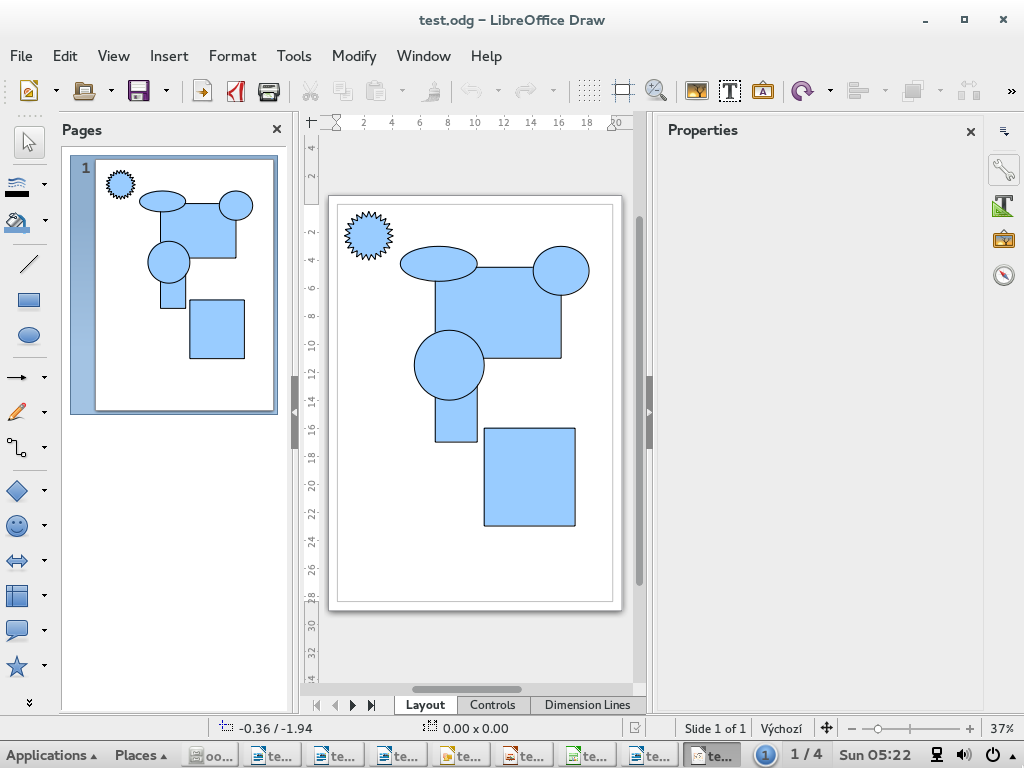 test.odg – LibreOffice Draw
File Edit View Insert Format Tools Modify Window Help
Pages
1
2 4 6 8 10 12 14 16 18 20
4
2
2
4
6
8
10
12
14
16
18
20
22
24
26
28
30
32
34
Properties
Layout Controls Dimension Lines
-0.36 / -1.94 0.00 x 0.00 Slide 1 of 1 Výchozí 37%
Applications Places oo... te... te... te... te... te... te... te... te... 1 1 / 4 Sun 05:22